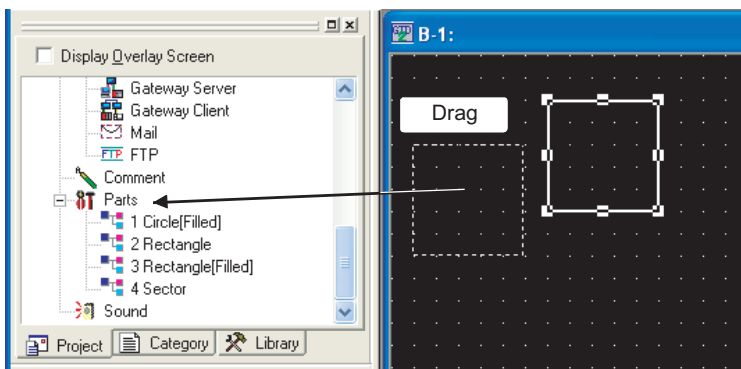 Display Overlay Screen
Gateway Server
Gateway Client
Mail
FTP FTP
Comment
Parts
1 Circle[Filled]
2 Rectangle
3 Rectangle[Filled]
4 Sector
Sound
Project Category Library
B-1:
Drag